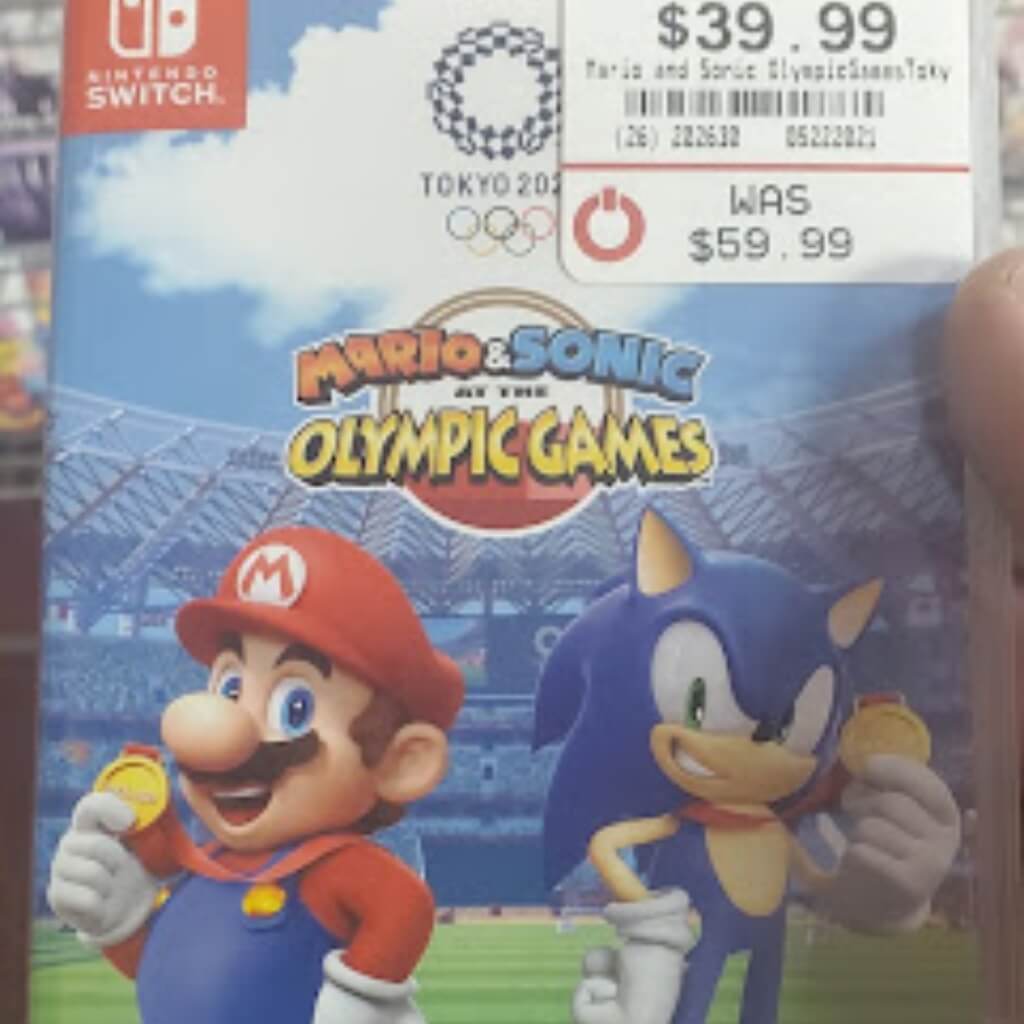 NINTENDO
SWITCH
TOKYO 202
$39.99
Mario and Sonic OlympicGamesToky
(26) 202630 05222021
WAS
$59.99
MARIO & SONIC
AT THE
OLYMPIC GAMES
M